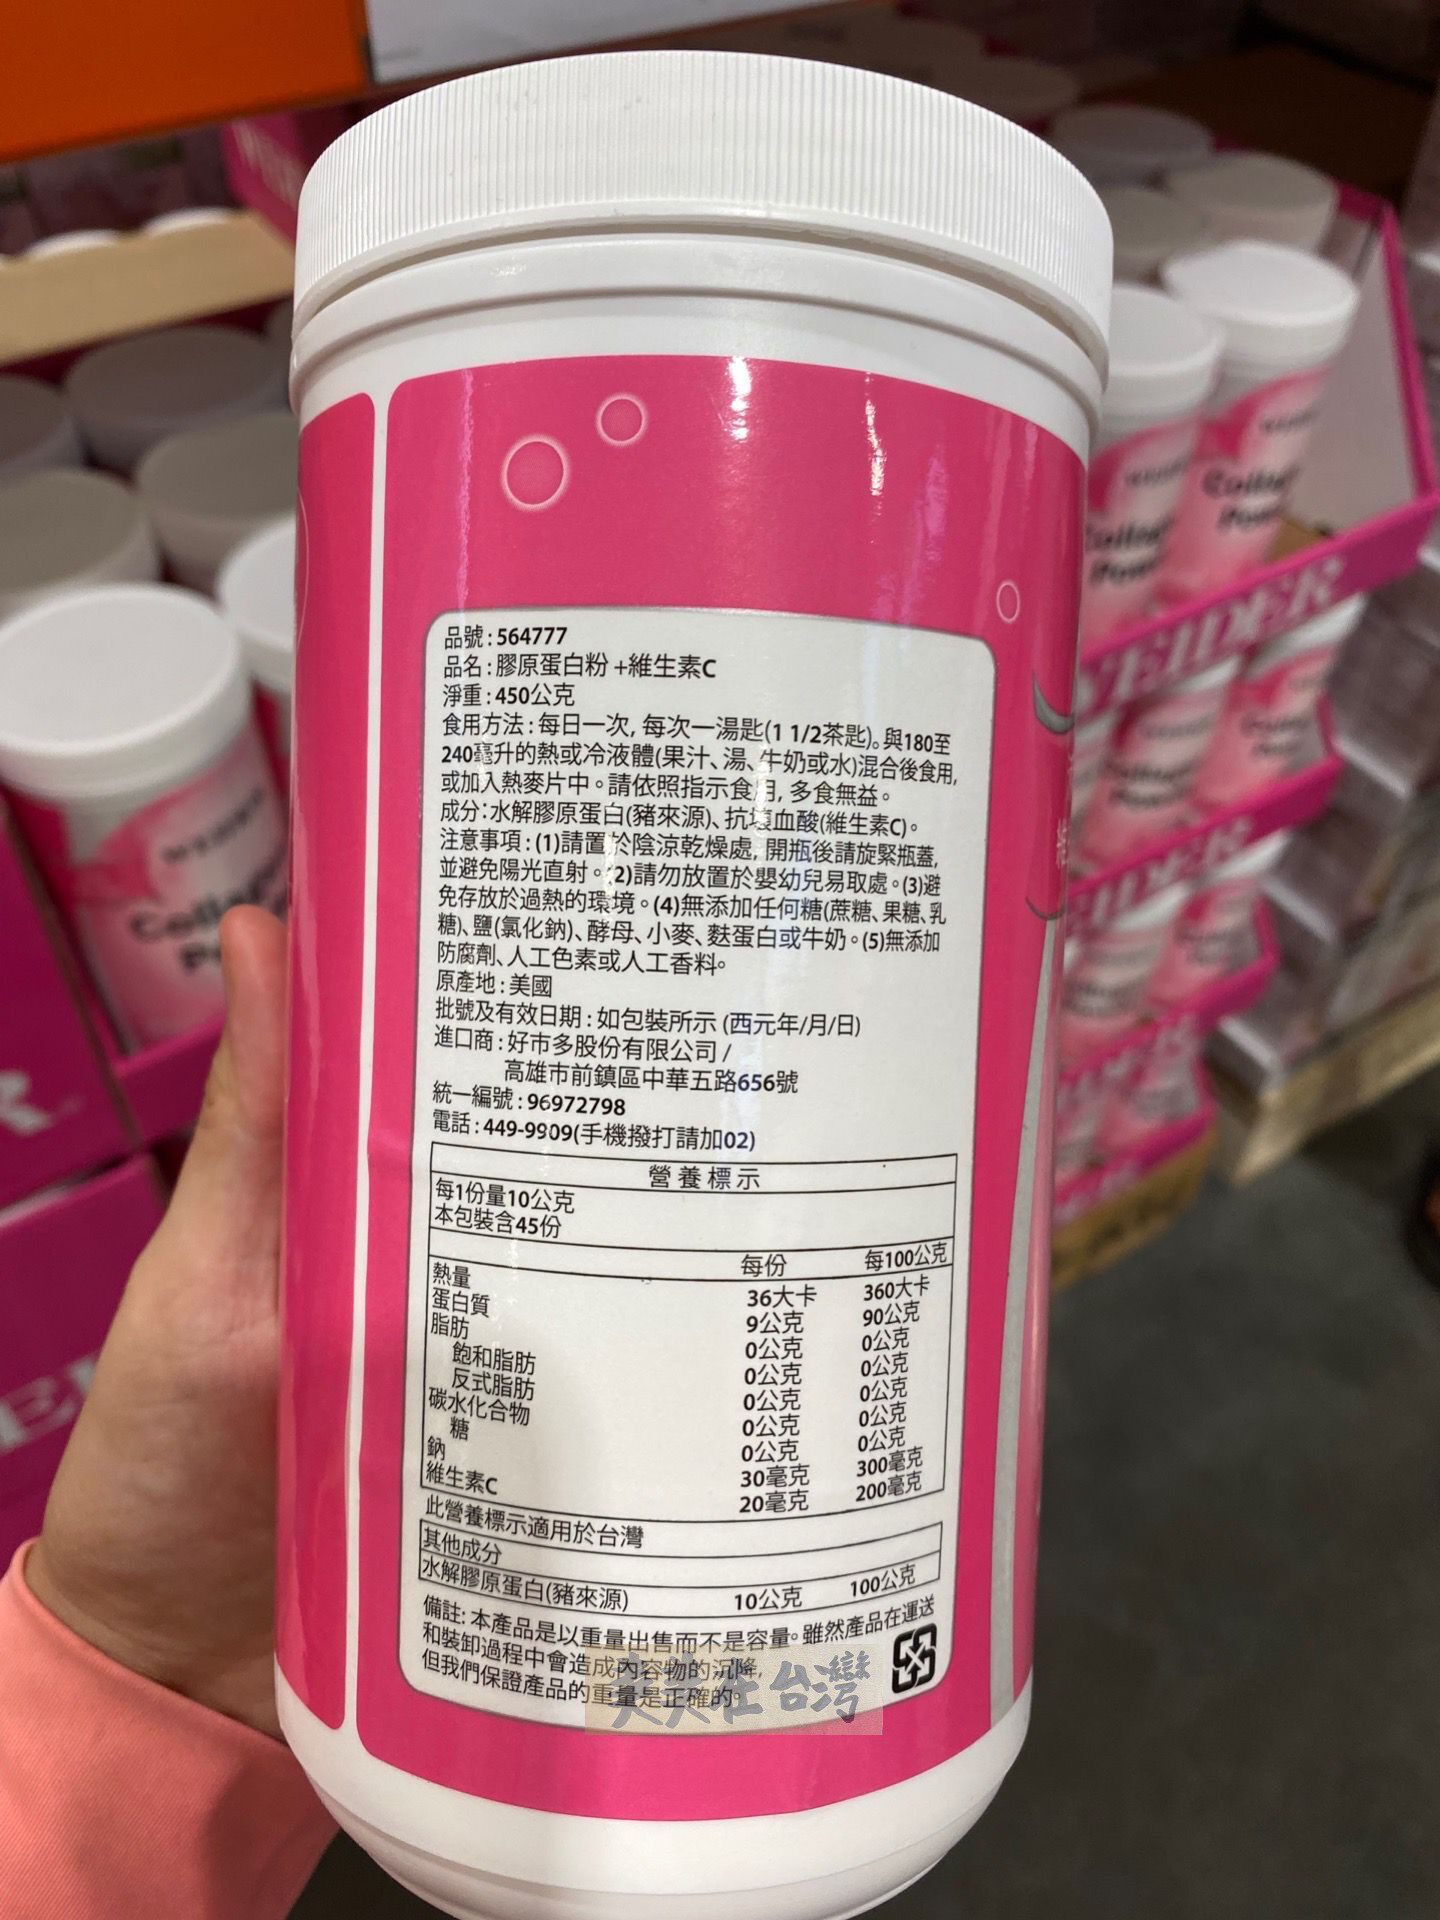 品號:564777
品名:膠原蛋白粉 +維生素C
淨重:450公克
食用方法:每日一次, 每次一湯匙(1 1/2茶匙)。與180至
240毫升的熱或冷液體(果汁、湯、牛奶或水)混合後食用,
或加入熱麥片中。請依照指示食用, 多食無益。
成分:水解膠原蛋白(豬來源)、抗壞血酸(維生素C)。
注意事項:(1)請置於陰涼乾燥處, 開瓶後請旋緊瓶蓋,
並避免陽光直射。(2)請勿放置於嬰幼兒易取處。(3)避
免存放於過熱的環境。(4)無添加任何糖(蔗糖、果糖、乳
糖)、鹽(氯化鈉)、酵母、小麥、麩蛋白或牛奶。(5)無添加
防腐劑、人工色素或人工香料。
原產地:美國
批號及有效日期:如包裝所示 (西元年/月/日)
進口商:好市多股份有限公司 /
高雄市前鎮區中華五路656號
統一編號:96972798
電話:449-9909(手機撥打請加02)
營養標示
每1份量10公克
本包裝含45份
每份 每100公克
熱量 36大卡 360大卡
蛋白質 9公克 90公克
脂肪 0公克 0公克
飽和脂肪 0公克 0公克
反式脂肪 0公克 0公克
碳水化合物 0公克 0公克
糖 0公克 0公克
鈉 30毫克 300毫克
維生素C 20毫克 200毫克
此營養標示適用於台灣
其他成分
水解膠原蛋白(豬來源) 10公克 100公克
備註: 本產品是以重量出售而不是容量。雖然產品在運送
和裝卸過程中會造成內容物的沉降,
但我們保證產品的重量是正確的。
美美在台灣
WEIDER
Collagen
Powder